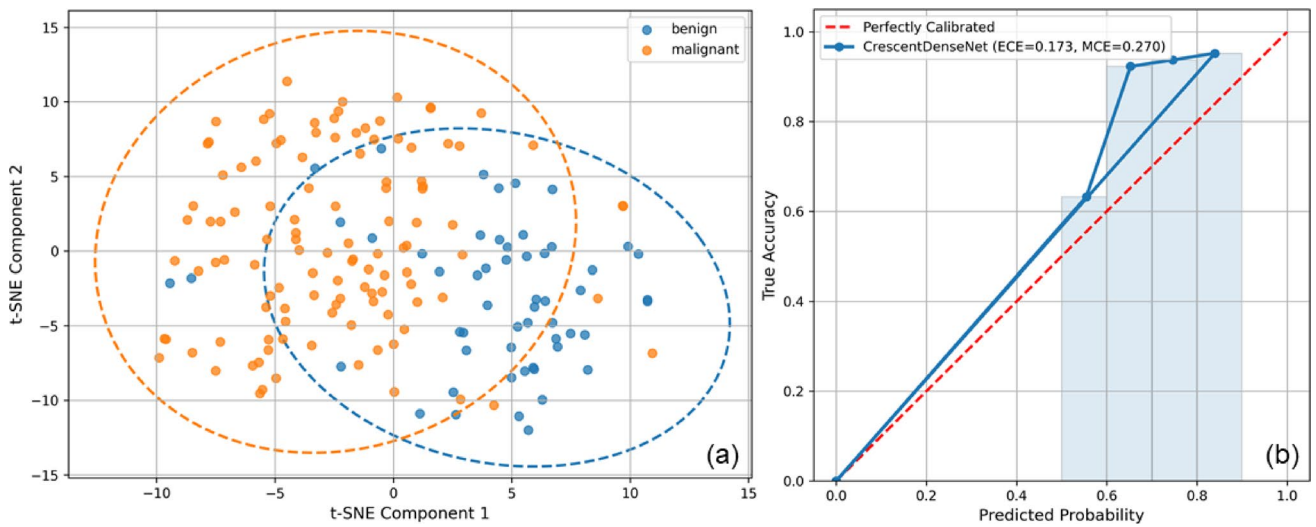 15
10
5
0
−5
−10
−15
t-SNE Component 2
−10
−5
0
5
10
15
t-SNE Component 1
benign
malignant
(a)
1.0
0.8
0.6
0.4
0.2
0.0
True Accuracy
0.0
0.2
0.4
0.6
0.8
1.0
Predicted Probability
Perfectly Calibrated
CrescentDenseNet (ECE=0.173, MCE=0.270)
(b)